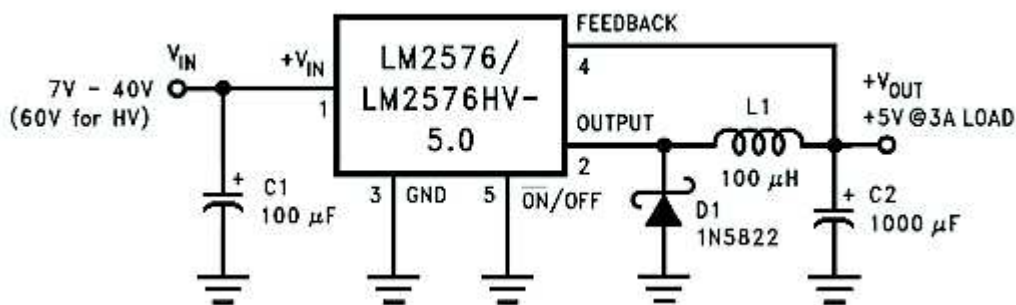 FEEDBACK
4
V_IN
+V_IN
LM2576/
LM2576HV-
5.0
7V - 40V
(60V for HV)
1
OUTPUT
2
L1
100 μH
+V_OUT
+5V @ 3A LOAD
+
C1
100 μF
3
GND
5
O̅N̅/OFF
D1
1N5822
+
C2
1000 μF